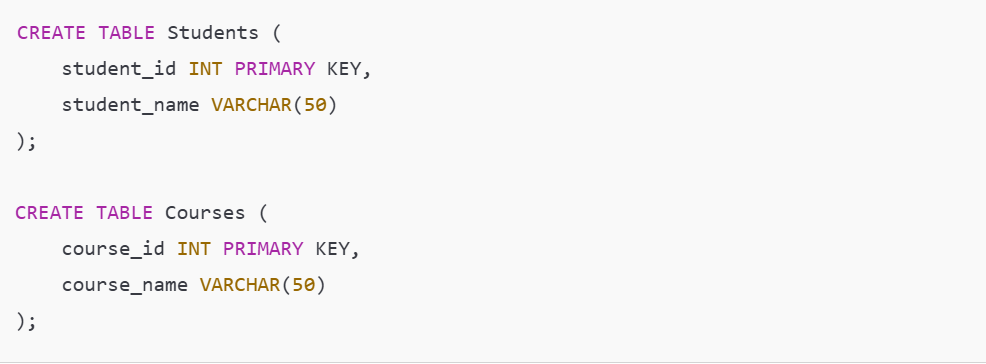 CREATE TABLE Students (
    student_id INT PRIMARY KEY,
    student_name VARCHAR(50)
);

CREATE TABLE Courses (
    course_id INT PRIMARY KEY,
    course_name VARCHAR(50)
);